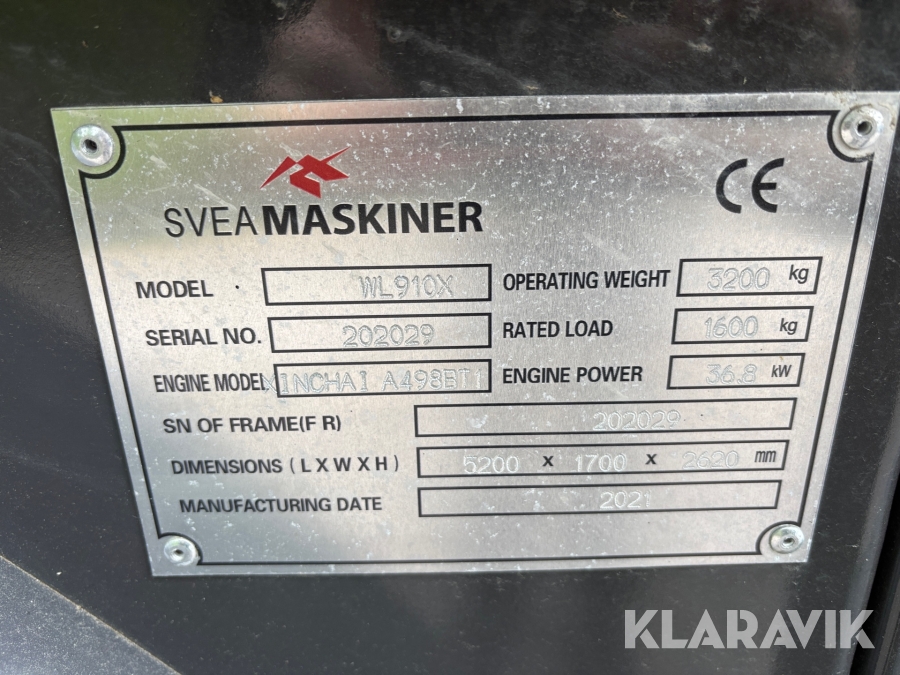 SVEAMASKINER CE
MODEL WL910X OPERATING WEIGHT 3200 kg
SERIAL NO. 202029 RATED LOAD 1600 kg
ENGINE MODEL XINCHAI A498BT1 ENGINE POWER 36.8 kW
SN OF FRAME(F R) 202029
DIMENSIONS ( L X W X H ) 5200 x 1700 x 2620 mm
MANUFACTURING DATE 2021
KLARAVIK